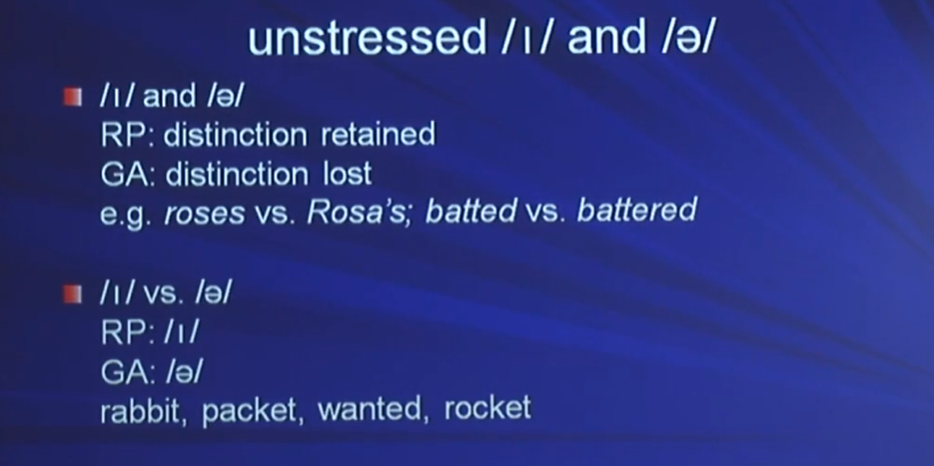 unstressed /ɪ/ and /ə/
/ɪ/ and /ə/
RP: distinction retained
GA: distinction lost
e.g. roses vs. Rosa's; batted vs. battered
/ɪ/ vs. /ə/
RP: /ɪ/
GA: /ə/
rabbit, packet, wanted, rocket